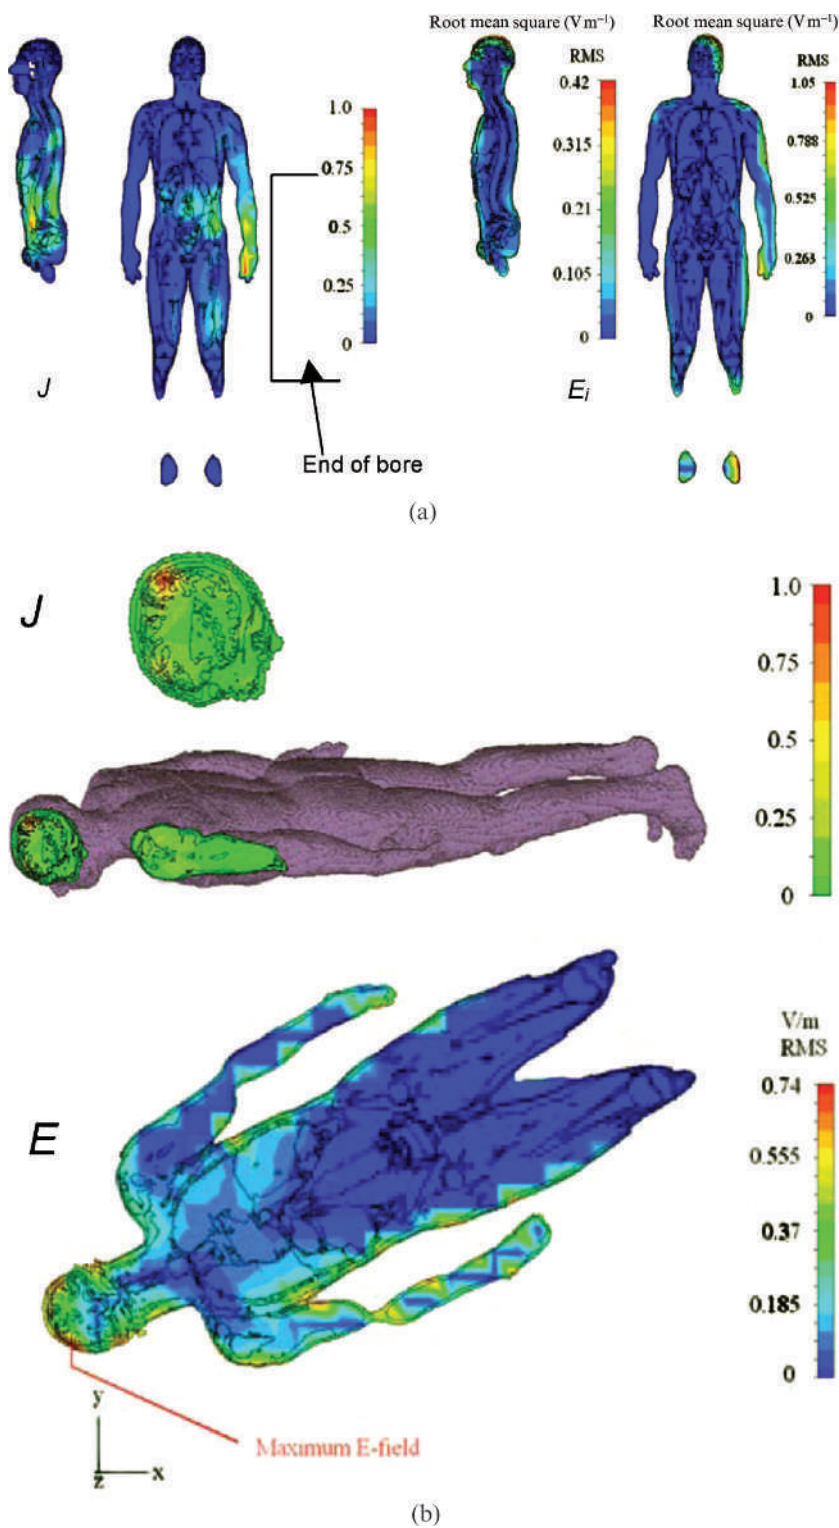 Root mean square (V m⁻¹)
Root mean square (V m⁻¹)
RMS
RMS
1.0
0.75
0.5
0.25
0
0.42
0.315
0.21
0.105
0
1.05
0.788
0.525
0.263
0
J
End of bore
Ei
(a)
J
1.0
0.75
0.5
0.25
0
E
V/m
RMS
0.74
0.555
0.37
0.185
0
y
z
x
Maximum E-field
(b)